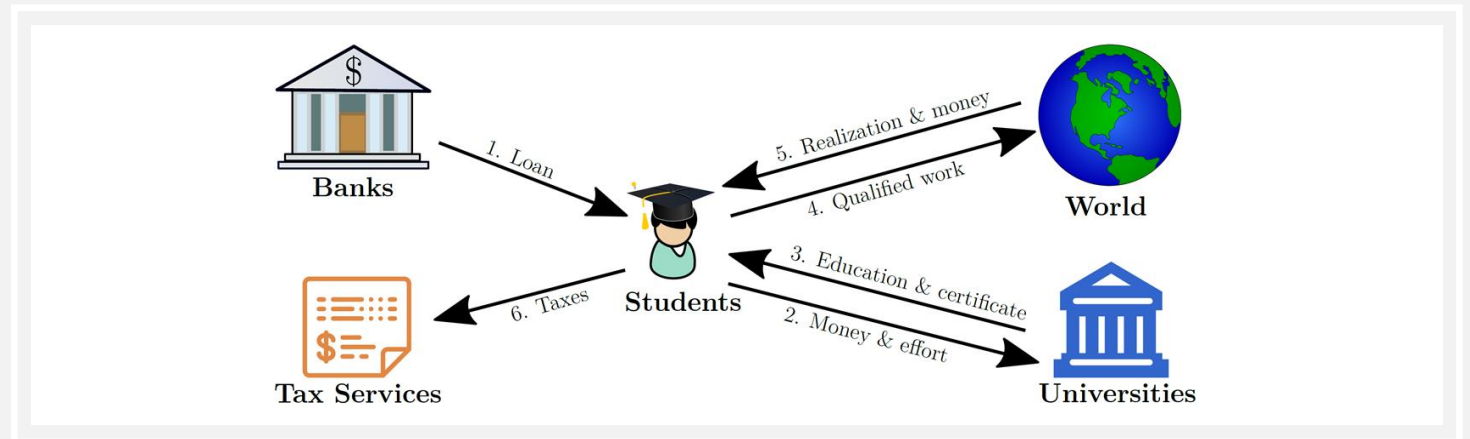 $
Banks
1. Loan
5. Realization & money
4. Qualified work
World
Students
3. Education & certificate
2. Money & effort
6. Taxes
$
Tax Services
Universities